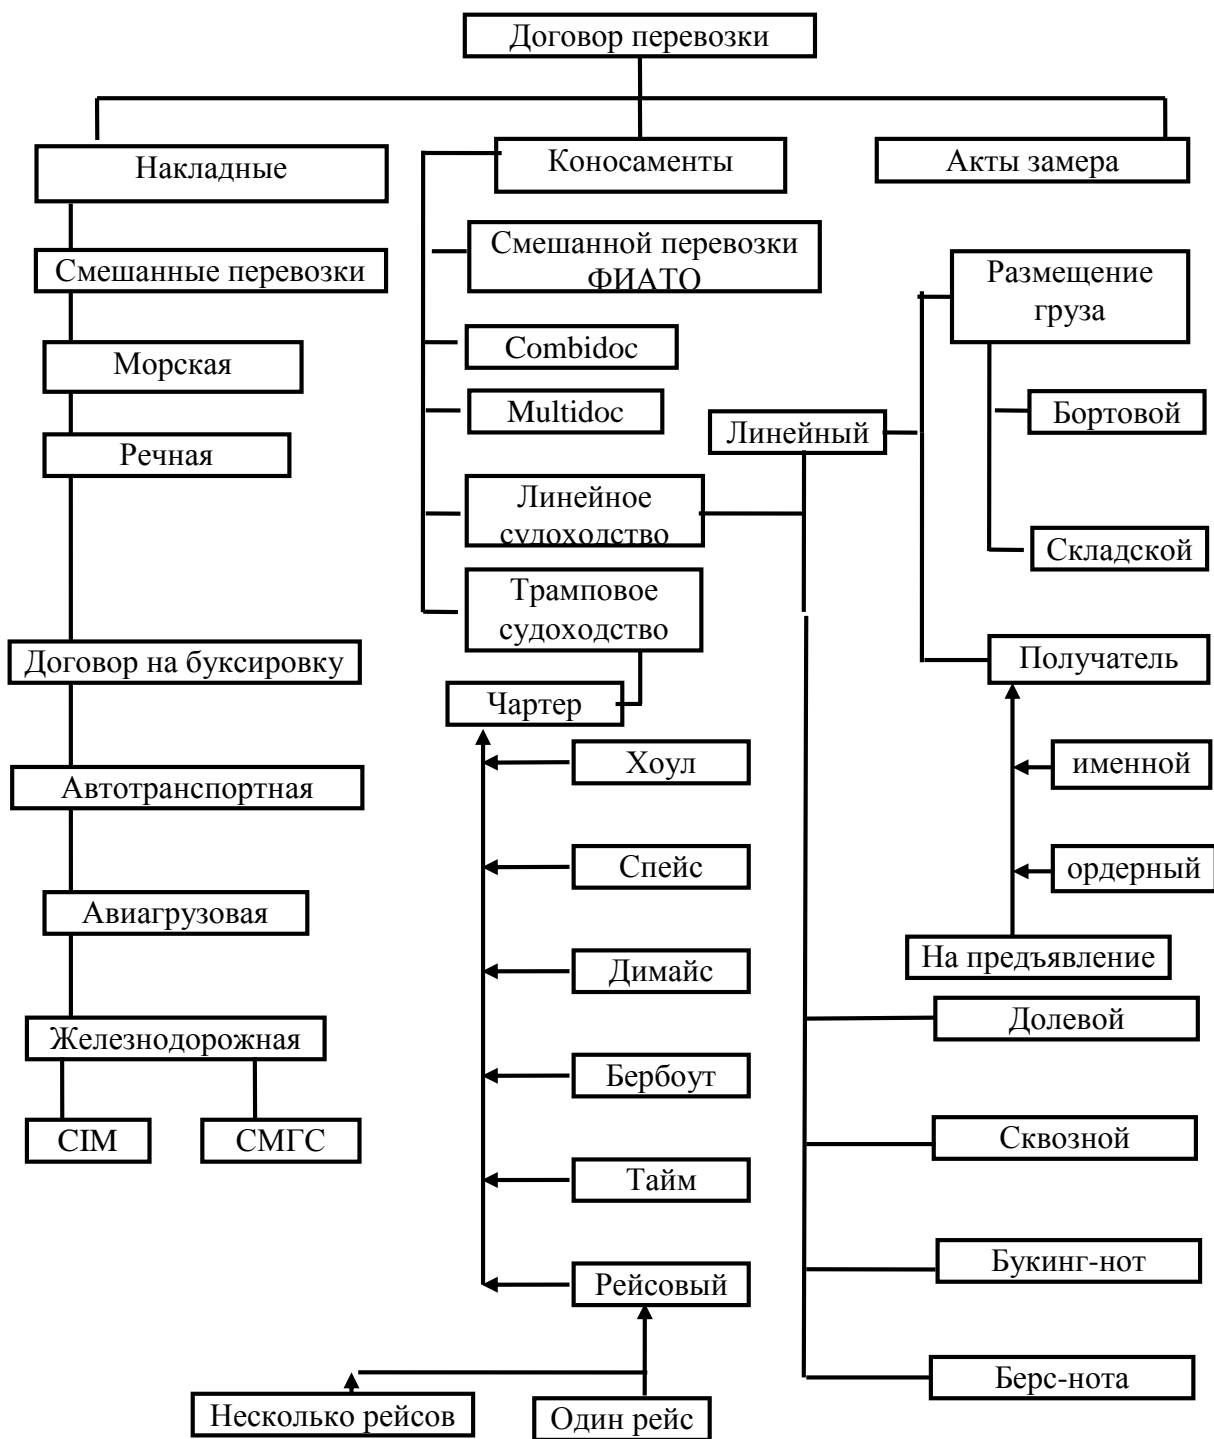 Договор перевозки
Накладные
Коносаменты
Акты замера
Смешанные перевозки
Морская
Речная
Договор на буксировку
Автотранспортная
Авиагрузовая
Железнодорожная
CIM
СМГС
Смешанной перевозки
ФИАТО
Combidoc
Multidoc
Линейное
судоходство
Трамповое
судоходство
Чартер
Хоул
Спейс
Димайс
Бербоут
Тайм
Рейсовый
Несколько рейсов
Один рейс
Линейный
Размещение
груза
Бортовой
Складской
Получатель
именной
ордерный
На предъявление
Долевой
Сквозной
Букинг-нот
Берс-нота